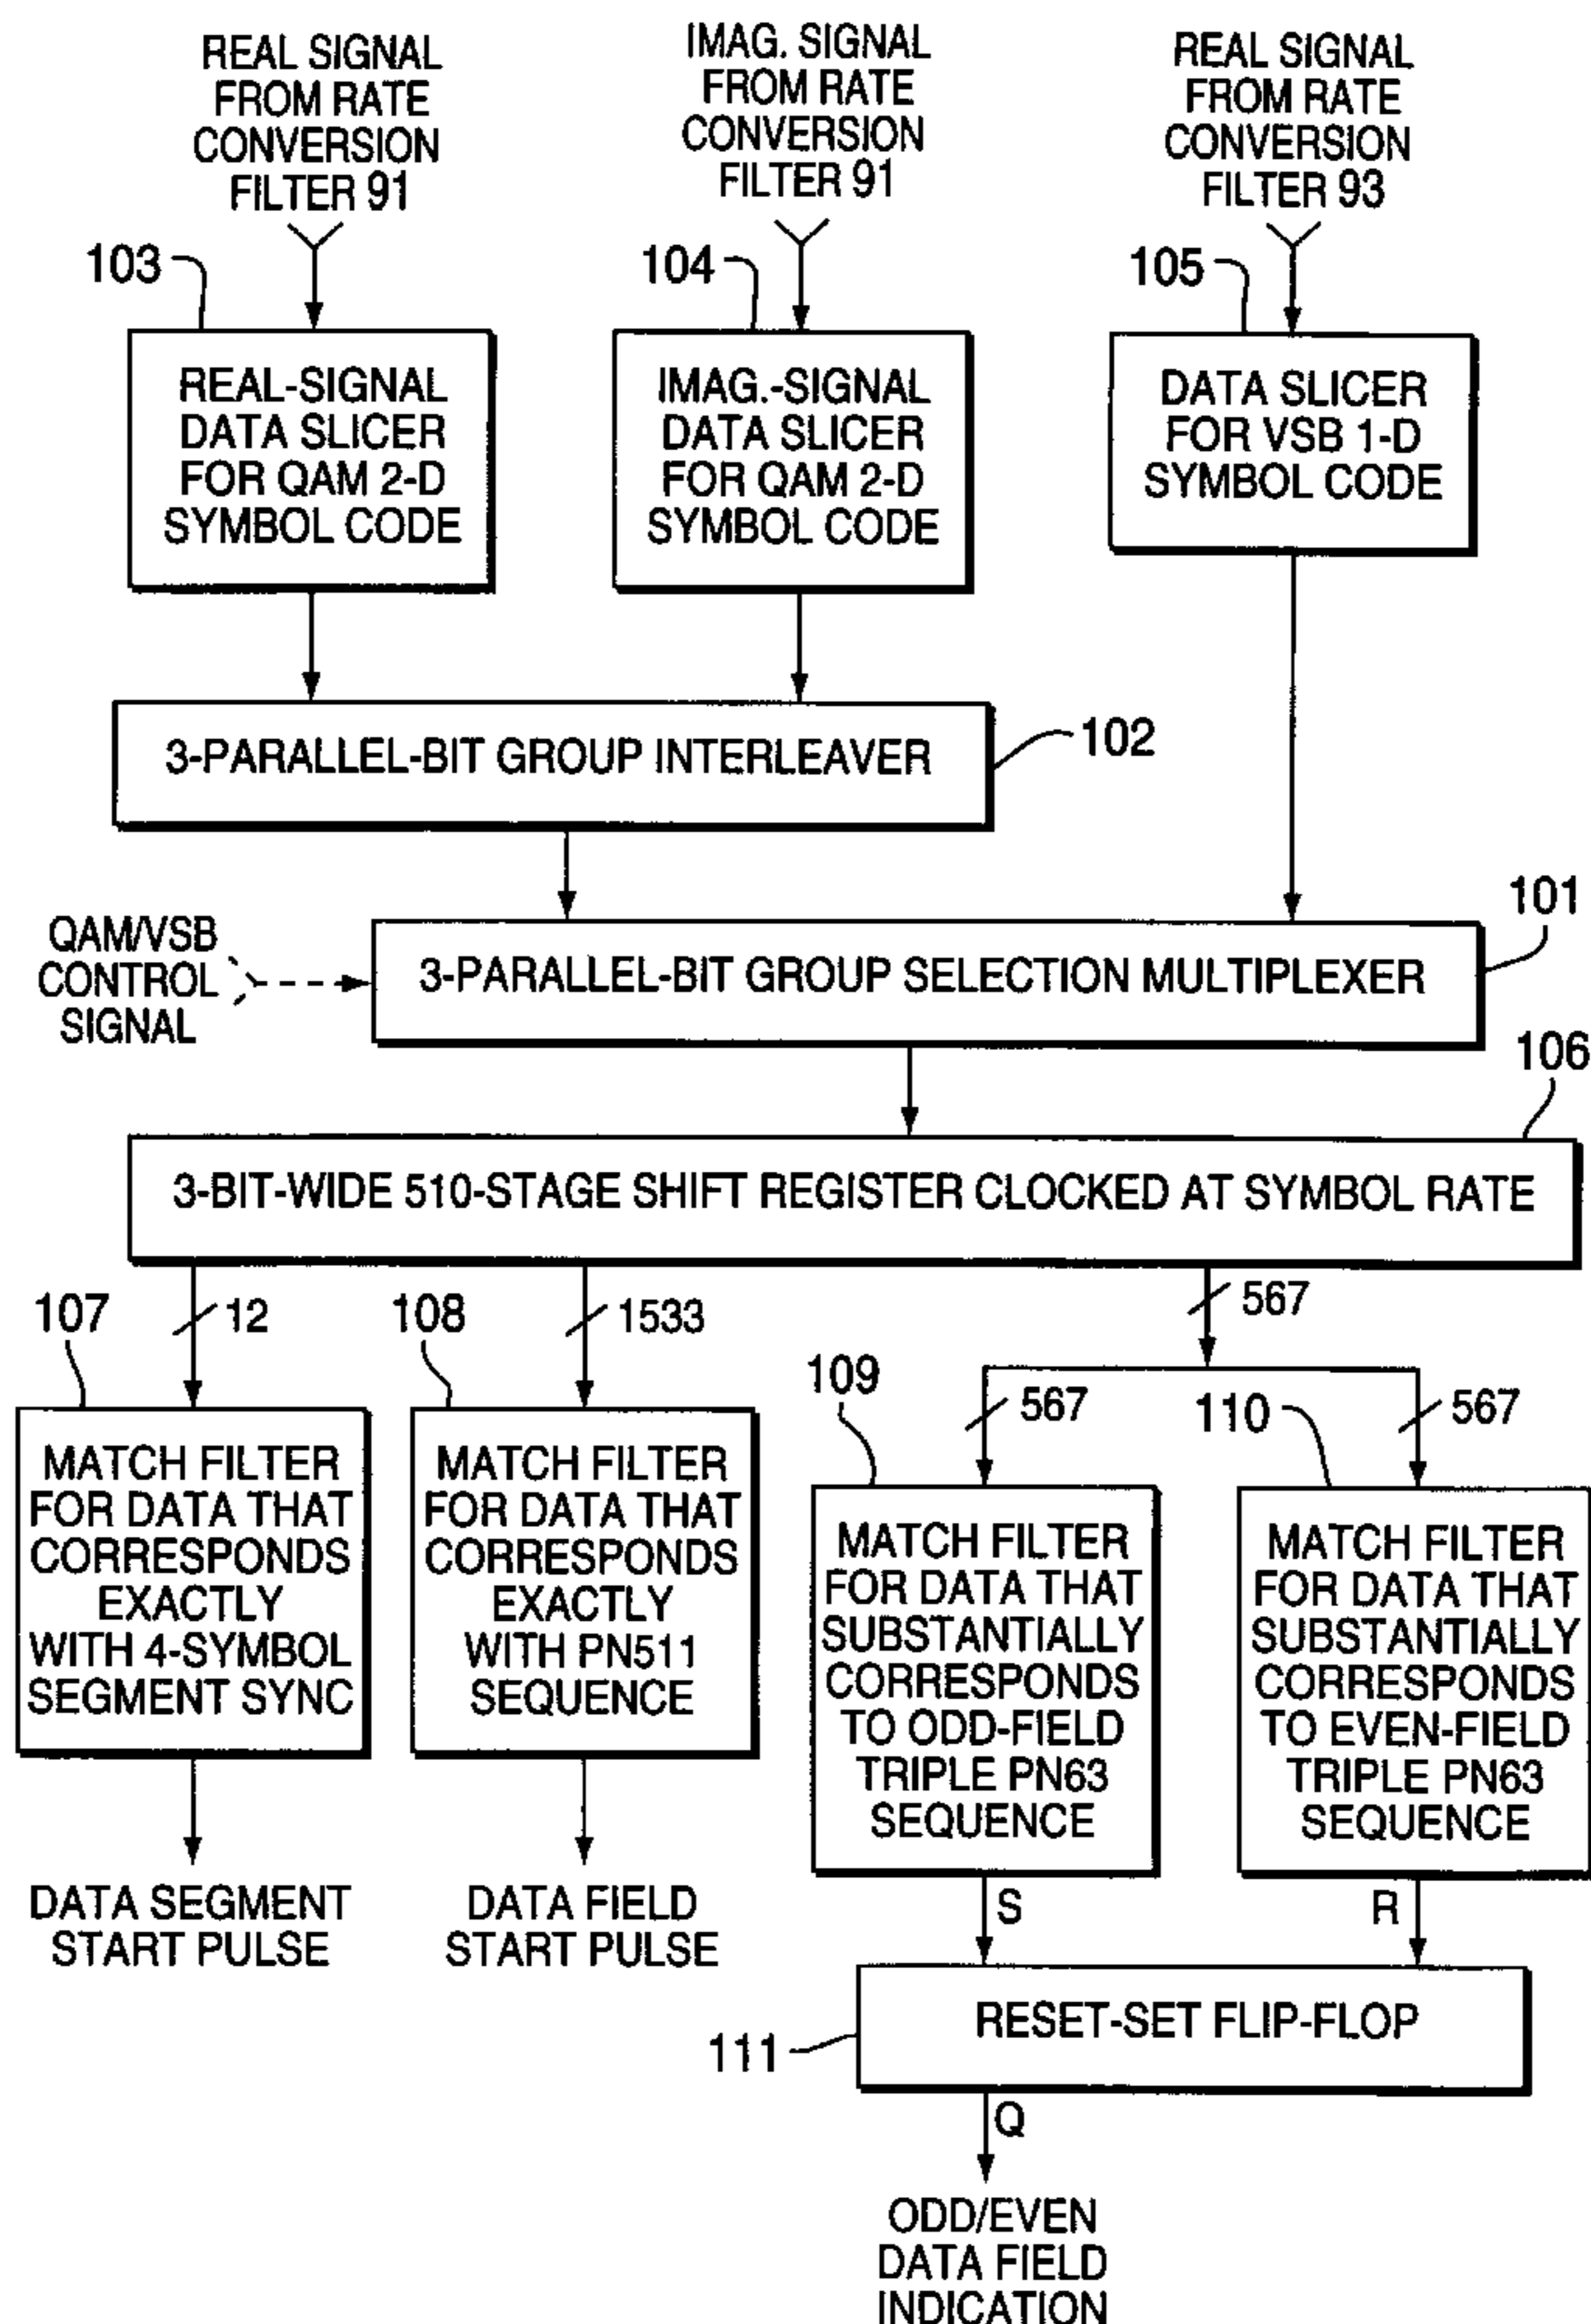 REAL SIGNAL
FROM RATE
CONVERSION
FILTER 91
IMAG. SIGNAL
FROM RATE
CONVERSION
FILTER 91
REAL SIGNAL
FROM RATE
CONVERSION
FILTER 93
103
104
105
REAL-SIGNAL
DATA SLICER
FOR QAM 2-D
SYMBOL CODE
IMAG.-SIGNAL
DATA SLICER
FOR QAM 2-D
SYMBOL CODE
DATA SLICER
FOR VSB 1-D
SYMBOL CODE
3-PARALLEL-BIT GROUP INTERLEAVER
102
101
QAM/VSB
CONTROL
SIGNAL
3-PARALLEL-BIT GROUP SELECTION MULTIPLEXER
106
3-BIT-WIDE 510-STAGE SHIFT REGISTER CLOCKED AT SYMBOL RATE
107
12
108
1533
567
109
567
110
567
MATCH FILTER
FOR DATA THAT
CORRESPONDS
EXACTLY
WITH 4-SYMBOL
SEGMENT SYNC
MATCH FILTER
FOR DATA THAT
CORRESPONDS
EXACTLY
WITH PN511
SEQUENCE
MATCH FILTER
FOR DATA THAT
SUBSTANTIALLY
CORRESPONDS
TO ODD-FIELD
TRIPLE PN63
SEQUENCE
MATCH FILTER
FOR DATA THAT
SUBSTANTIALLY
CORRESPONDS
TO EVEN-FIELD
TRIPLE PN63
SEQUENCE
DATA SEGMENT
START PULSE
DATA FIELD
START PULSE
S
R
RESET-SET FLIP-FLOP
111
Q
ODD/EVEN
DATA FIELD
INDICATION